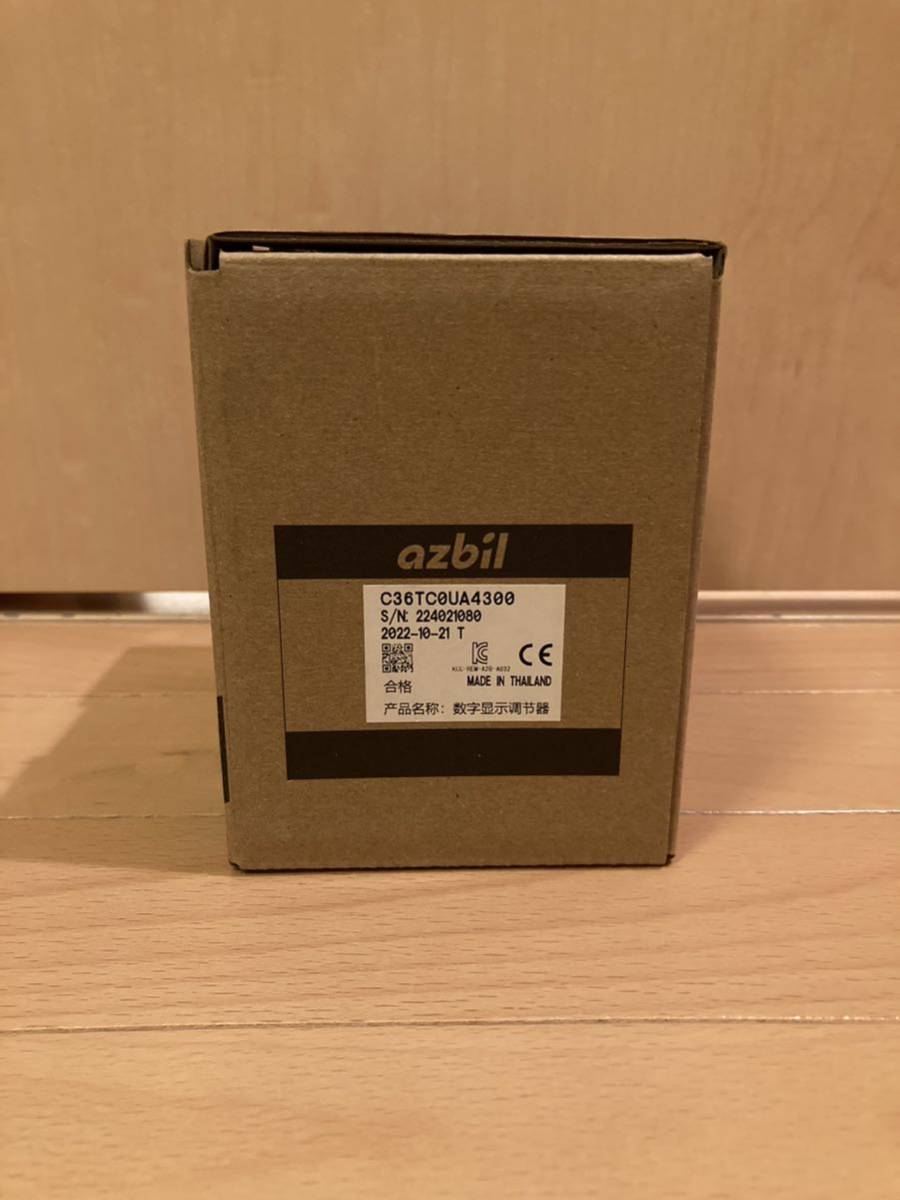 azbil
C36TC0UA4300
S/N: 224021080
2022-10-21 T
CE
MADE IN THAILAND
合格
产品名称: 数字显示调节器